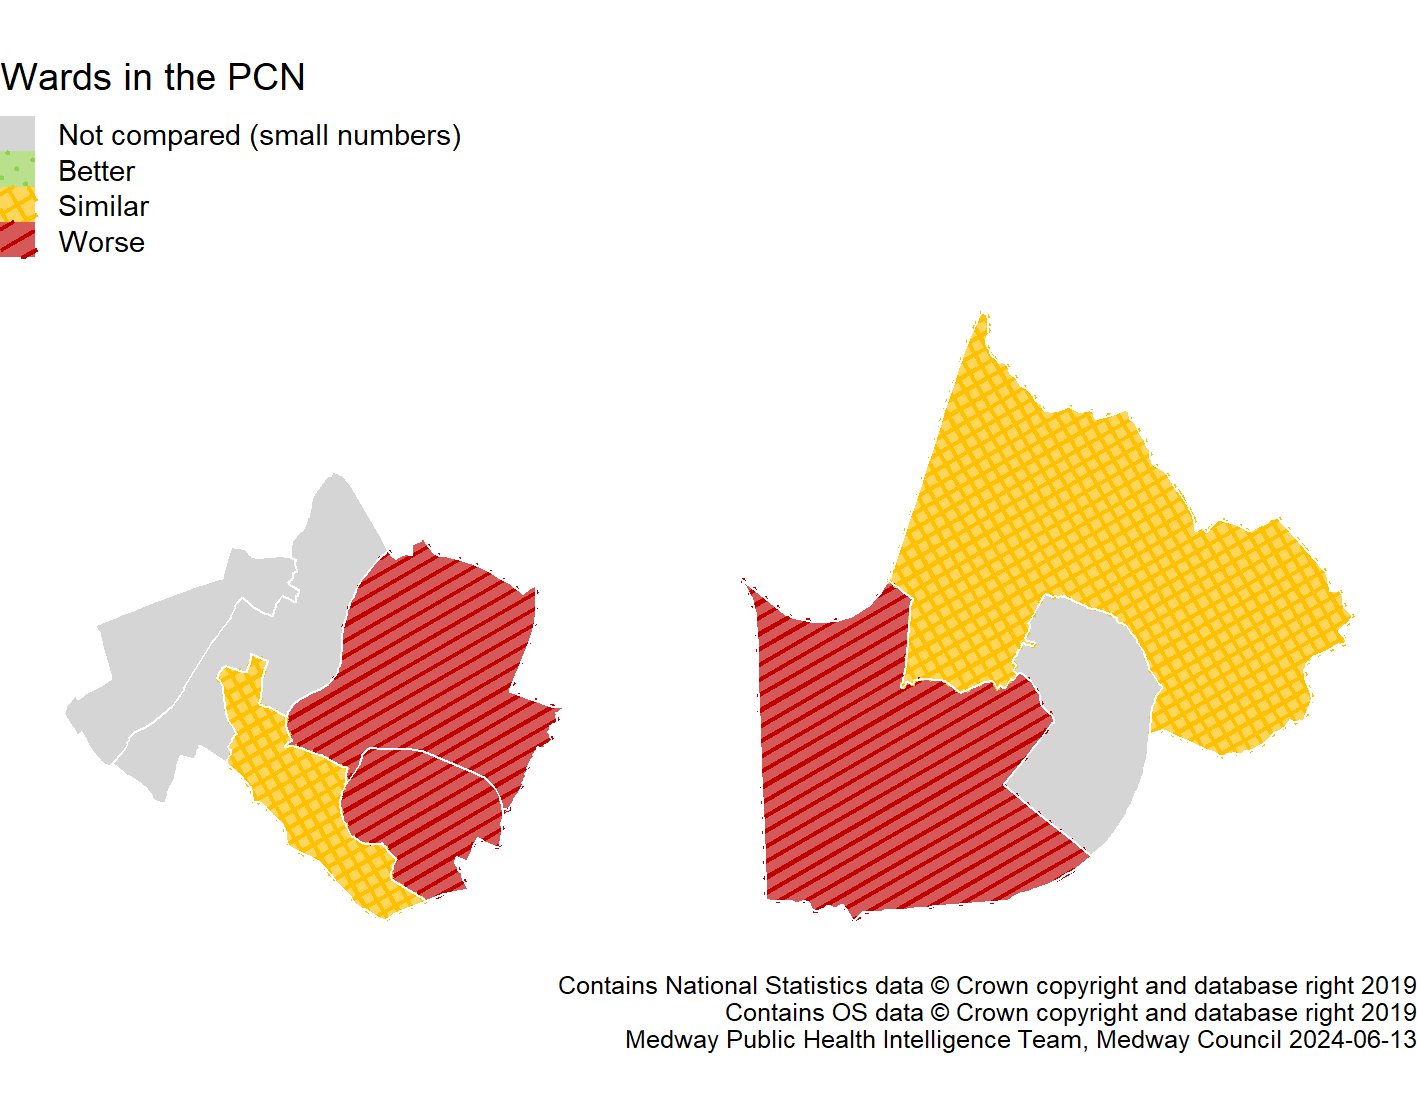 Wards in the PCN
Not compared (small numbers)
Better
Similar
Worse
Contains National Statistics data © Crown copyright and database right 2019
Contains OS data © Crown copyright and database right 2019
Medway Public Health Intelligence Team, Medway Council 2024-06-13